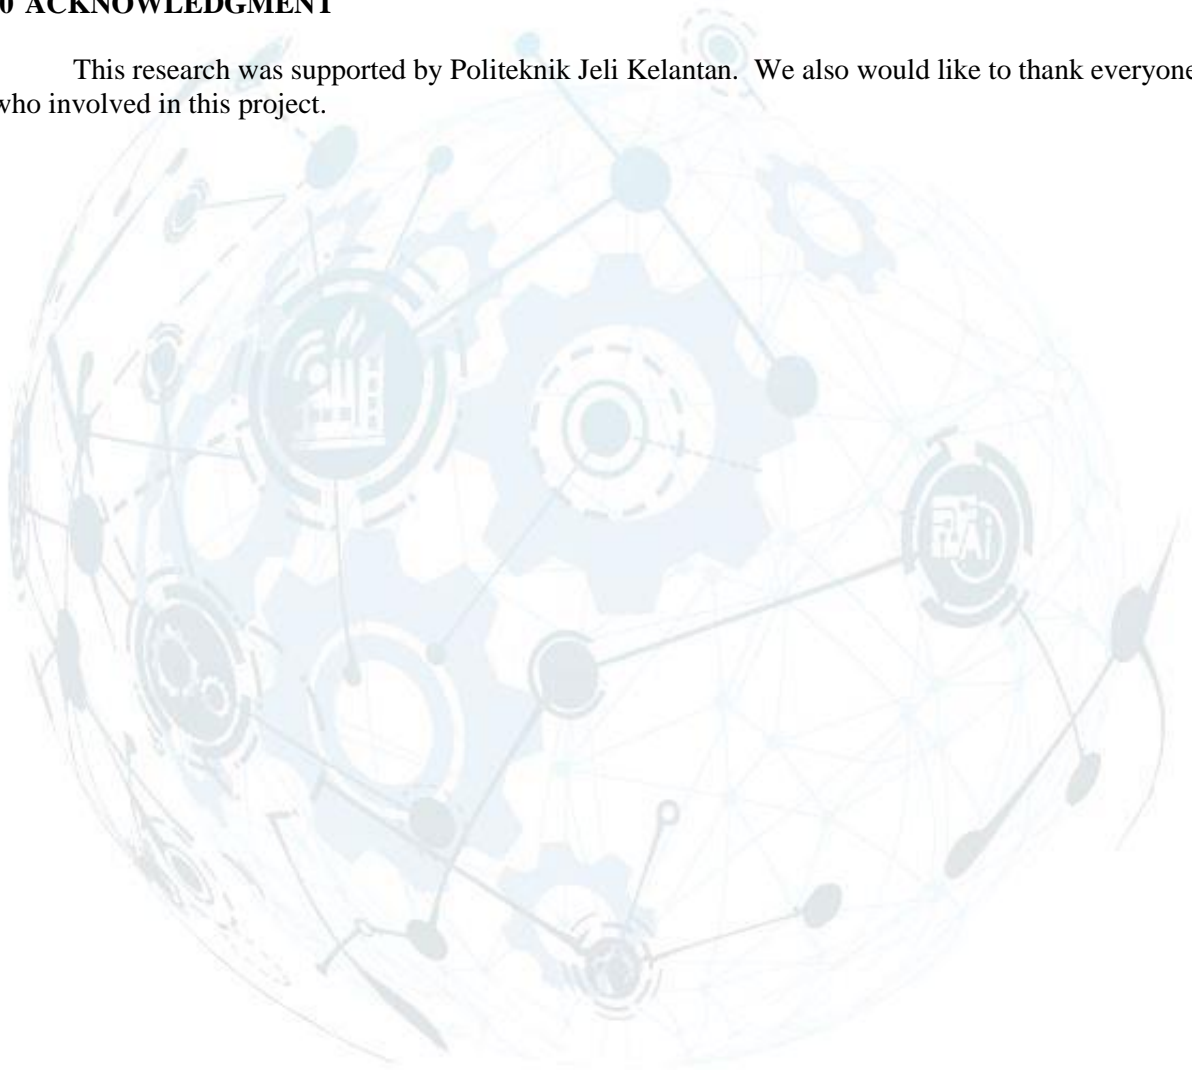 0 ACKNOWLEDGMENT
This research was supported by Politeknik Jeli Kelantan. We also would like to thank everyone
who involved in this project.